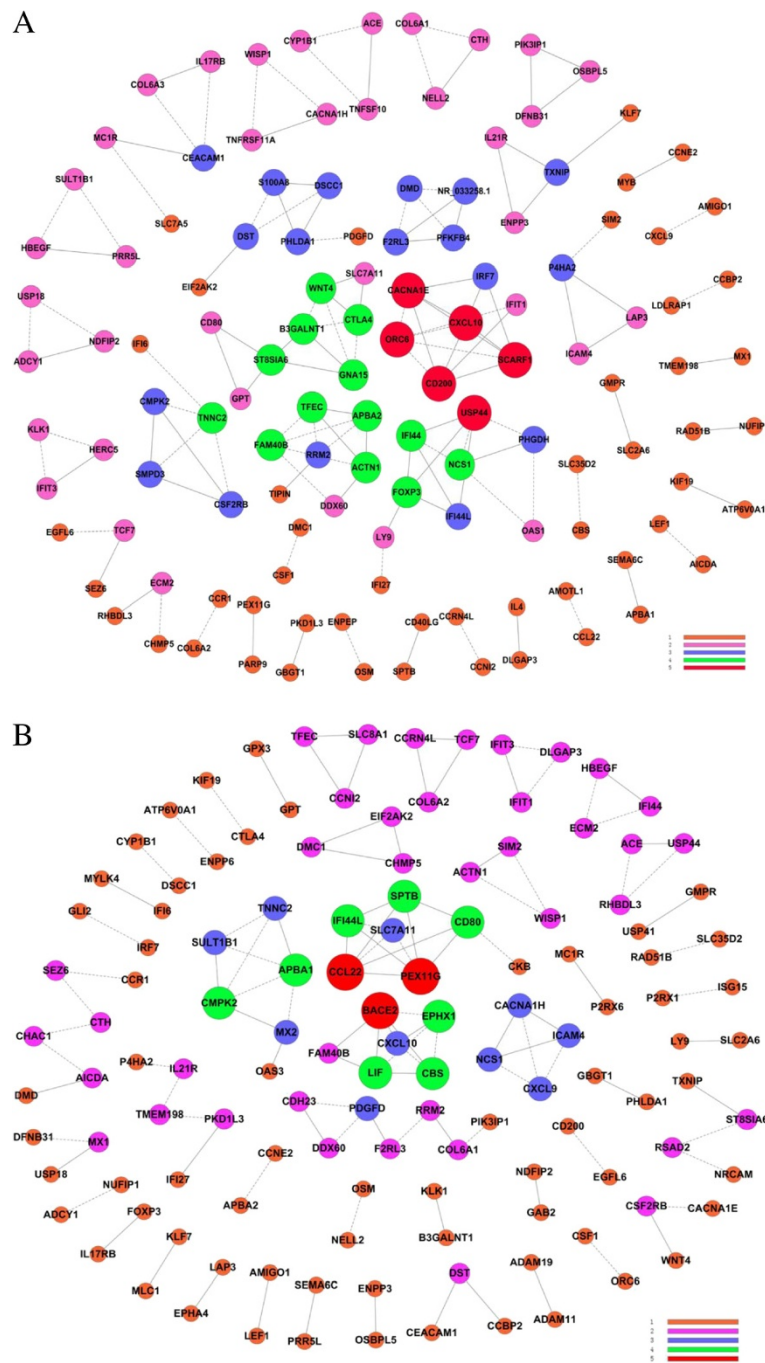 A
ACE
COL6A1
CYP1B1
CTH
WISP1
PIK3IP1
IL17RB
OSBPL5
COL6A3
NELL2
TNFSF10
CACNA1H
DFNB31
KLF7
TNFRSF11A
IL21R
MC1R
CCNE2
CEACAM1
TXNIP
MYB
SULT1B1
S100A8
DSCC1
DMD
NR_033258.1
ENPP3
AMIGO1
SLC7A5
SIM2
CXCL9
DST
PHLDA1
PDGFD
F2RL3
PFKFB4
HBEGF
PRR5L
P4HA2
CCBP2
SLC7A11
IRF7
EIF2AK2
WNT4
CACNA1E
LDLRAP1
USP18
IFIT1
CD80
CTLA4
CXCL10
LAP3
B3GALNT1
MX1
NDFIP2
IFI6
ORC6
ICAM4
TMEM198
ADCY1
ST8SIA6
SCARF1
GNA15
CD200
GMPR
GPT
CMPK2
TFEC
APBA2
USP44
NUFIP1
TNNC2
RAD51B
KLK1
IFI44
PHGDH
SLC2A6
FAM40B
RRM2
HERC5
SLC35D2
NCS1
SMPD3
ACTN1
KIF19
IFIT3
FOXP3
CSF2RB
TIPIN
DDX60
IFI44L
ATP6V0A1
OAS1
CBS
EGFL6
TCF7
DMC1
LY9
LEF1
SEMA6C
AICDA
CSF1
IFI27
SEZ6
ECM2
CCR1
AMOTL1
APBA1
RHBDL3
PEX11G
PKD1L3
ENPEP
CD40LG
CCRN4L
IL4
CHMP5
COL6A2
CCL22
PARP9
GBGT1
OSM
SPTB
CCNI2
DLGAP3
1
2
3
4
5
B
TFEC
SLC8A1
CCRN4L
TCF7
IFIT3
DLGAP3
GPX3
HBEGF
KIF19
CCNI2
COL6A2
IFIT1
IFI44
ATP6V0A1
GPT
EIF2AK2
ECM2
CTLA4
SIM2
ACE
USP44
CYP1B1
DMC1
CHMP5
ENPP6
ACTN1
MYLK4
DSCC1
SPTB
RHBDL3
GMPR
TNNC2
WISP1
GLI2
IFI6
IFI44L
CD80
USP41
SLC35D2
SULT1B1
SLC7A11
IRF7
RAD51B
MC1R
SEZ6
APBA1
CCL22
PEX11G
CKB
ISG15
CCR1
P2RX1
P2RX6
CMPK2
CACNA1H
CTH
BACE2
EPHX1
CHAC1
MX2
ICAM4
LY9
SLC2A6
CXCL10
P4HA2
FAM40B
NCS1
IL21R
OAS3
GBGT1
TXNIP
AICDA
LIF
CBS
CXCL9
DMD
PHLDA1
CDH23
PDGFD
RRM2
ST8SIA6
TMEM198
PKD1L3
PIK3IP1
CD200
DFNB31
MX1
RSAD2
DDX60
F2RL3
COL6A1
CCNE2
NRCAM
USP18
IFI27
EGFL6
NDFIP2
NUFIP1
OSM
KLK1
CSF2RB
CACNA1E
APBA2
ADCY1
FOXP3
GAB2
CSF1
NELL2
B3GALNT1
KLF7
IL17RB
WNT4
LAP3
AMIGO1
DST
ADAM19
ORC6
SEMA6C
ENPP3
MLC1
EPHA4
CEACAM1
CCBP2
ADAM11
LEF1
PRR5L
OSBPL5
1
2
3
4
5